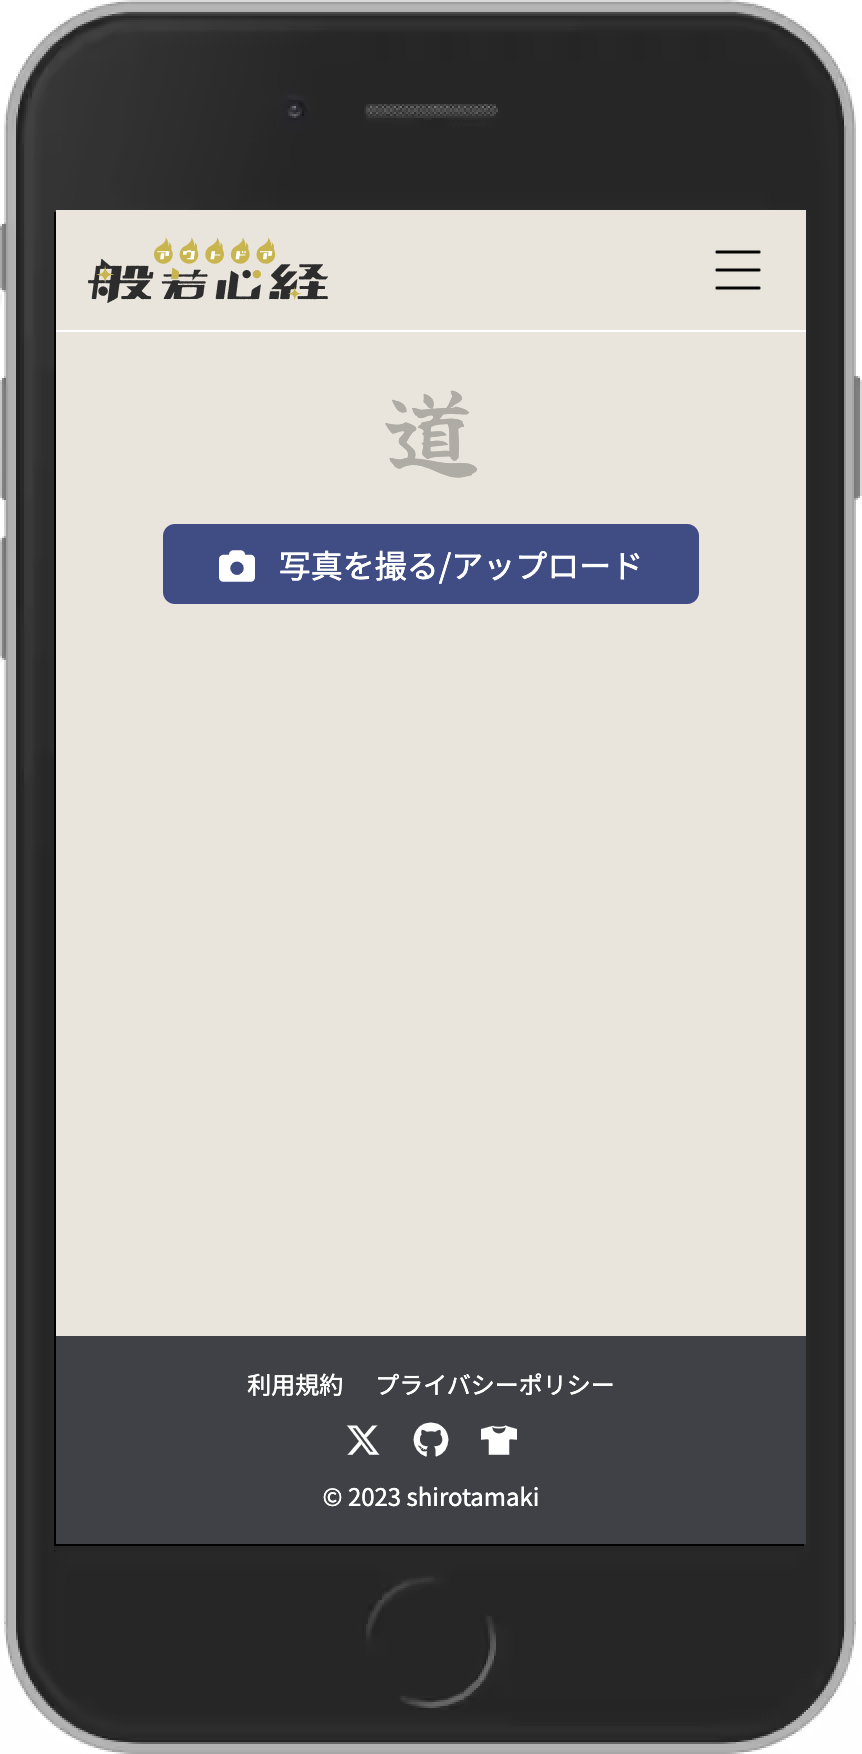 アウトドア
般若心経
道
写真を撮る/アップロード
利用規約 プライバシーポリシー
© 2023 shirotamaki